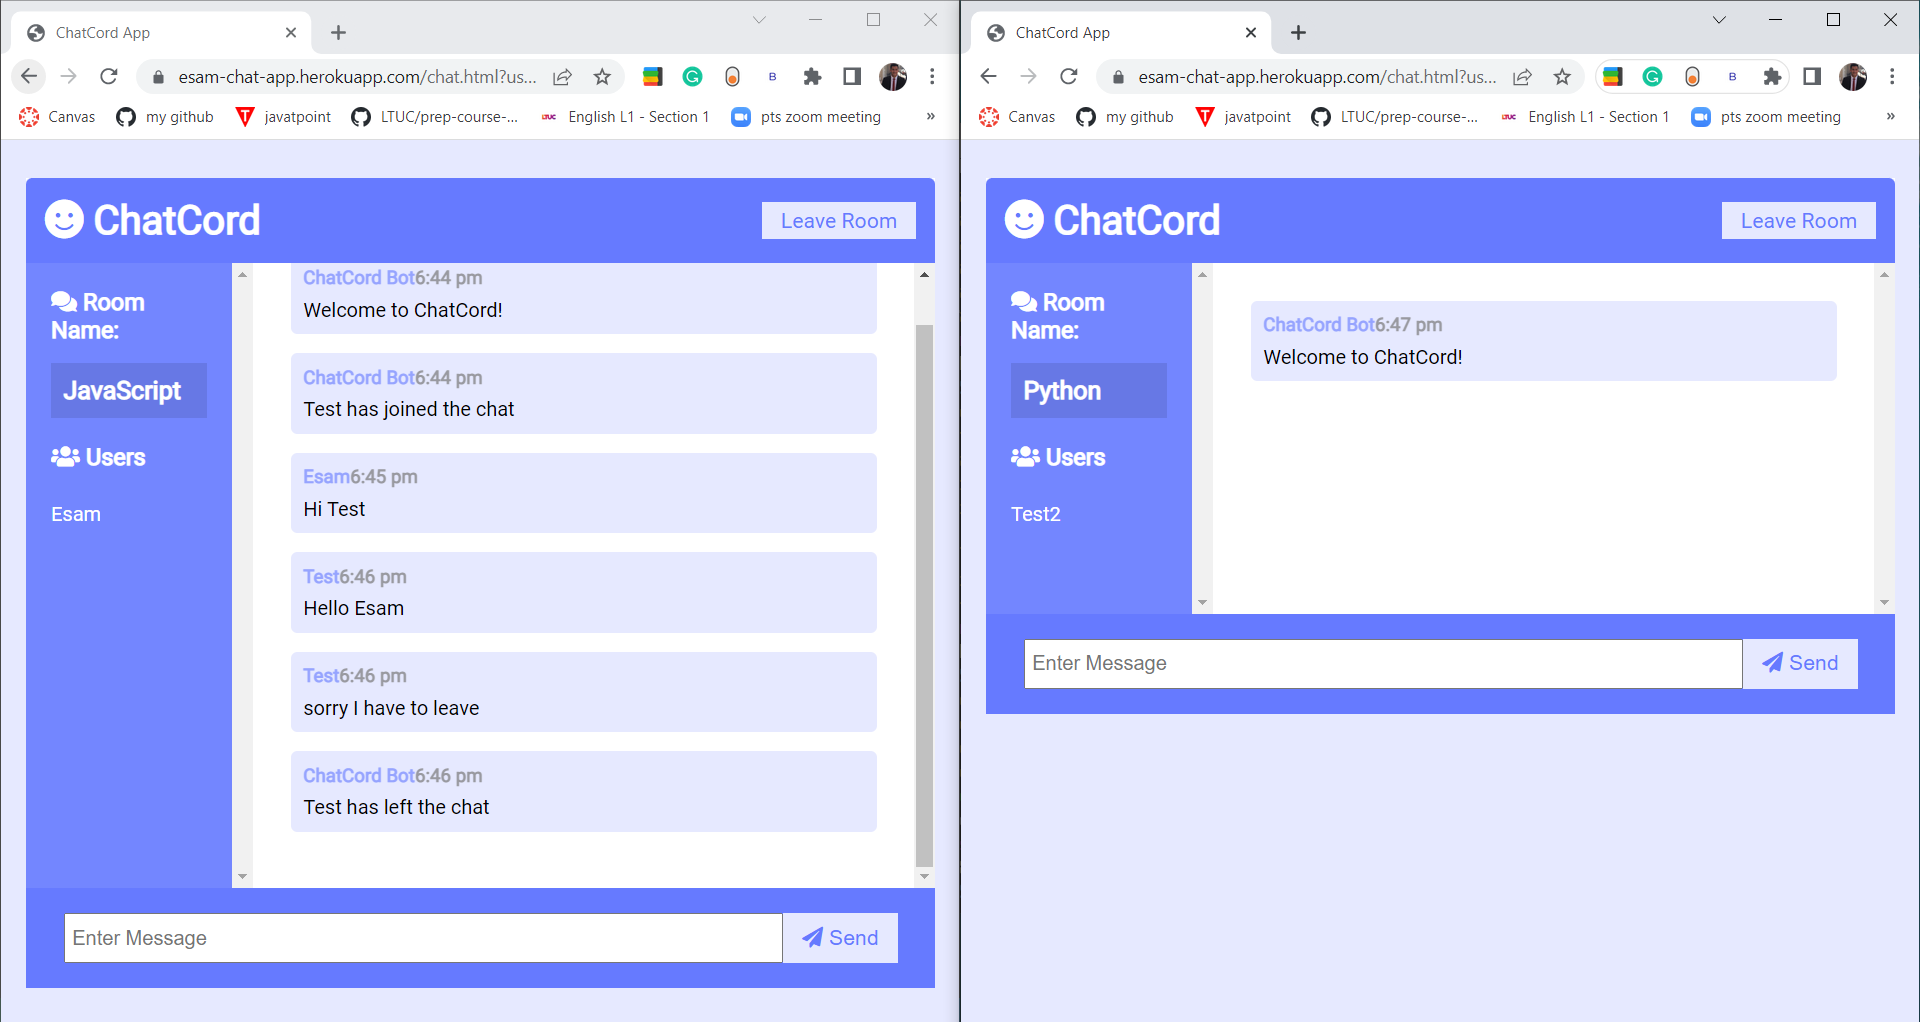 ChatCord App
esam-chat-app.herokuapp.com/chat.html?us...
Canvas
my github
javatpoint
LTUC/prep-course-...
English L1 - Section 1
pts zoom meeting
»
ChatCord
Leave Room
Room
Name:
JavaScript
Users
Esam
ChatCord Bot6:44 pm
Welcome to ChatCord!
ChatCord Bot6:44 pm
Test has joined the chat
Esam6:45 pm
Hi Test
Test6:46 pm
Hello Esam
Test6:46 pm
sorry I have to leave
ChatCord Bot6:46 pm
Test has left the chat
Enter Message
Send
ChatCord App
esam-chat-app.herokuapp.com/chat.html?us...
Canvas
my github
javatpoint
LTUC/prep-course-...
English L1 - Section 1
pts zoom meeting
»
ChatCord
Leave Room
Room
Name:
Python
Users
Test2
ChatCord Bot6:47 pm
Welcome to ChatCord!
Enter Message
Send